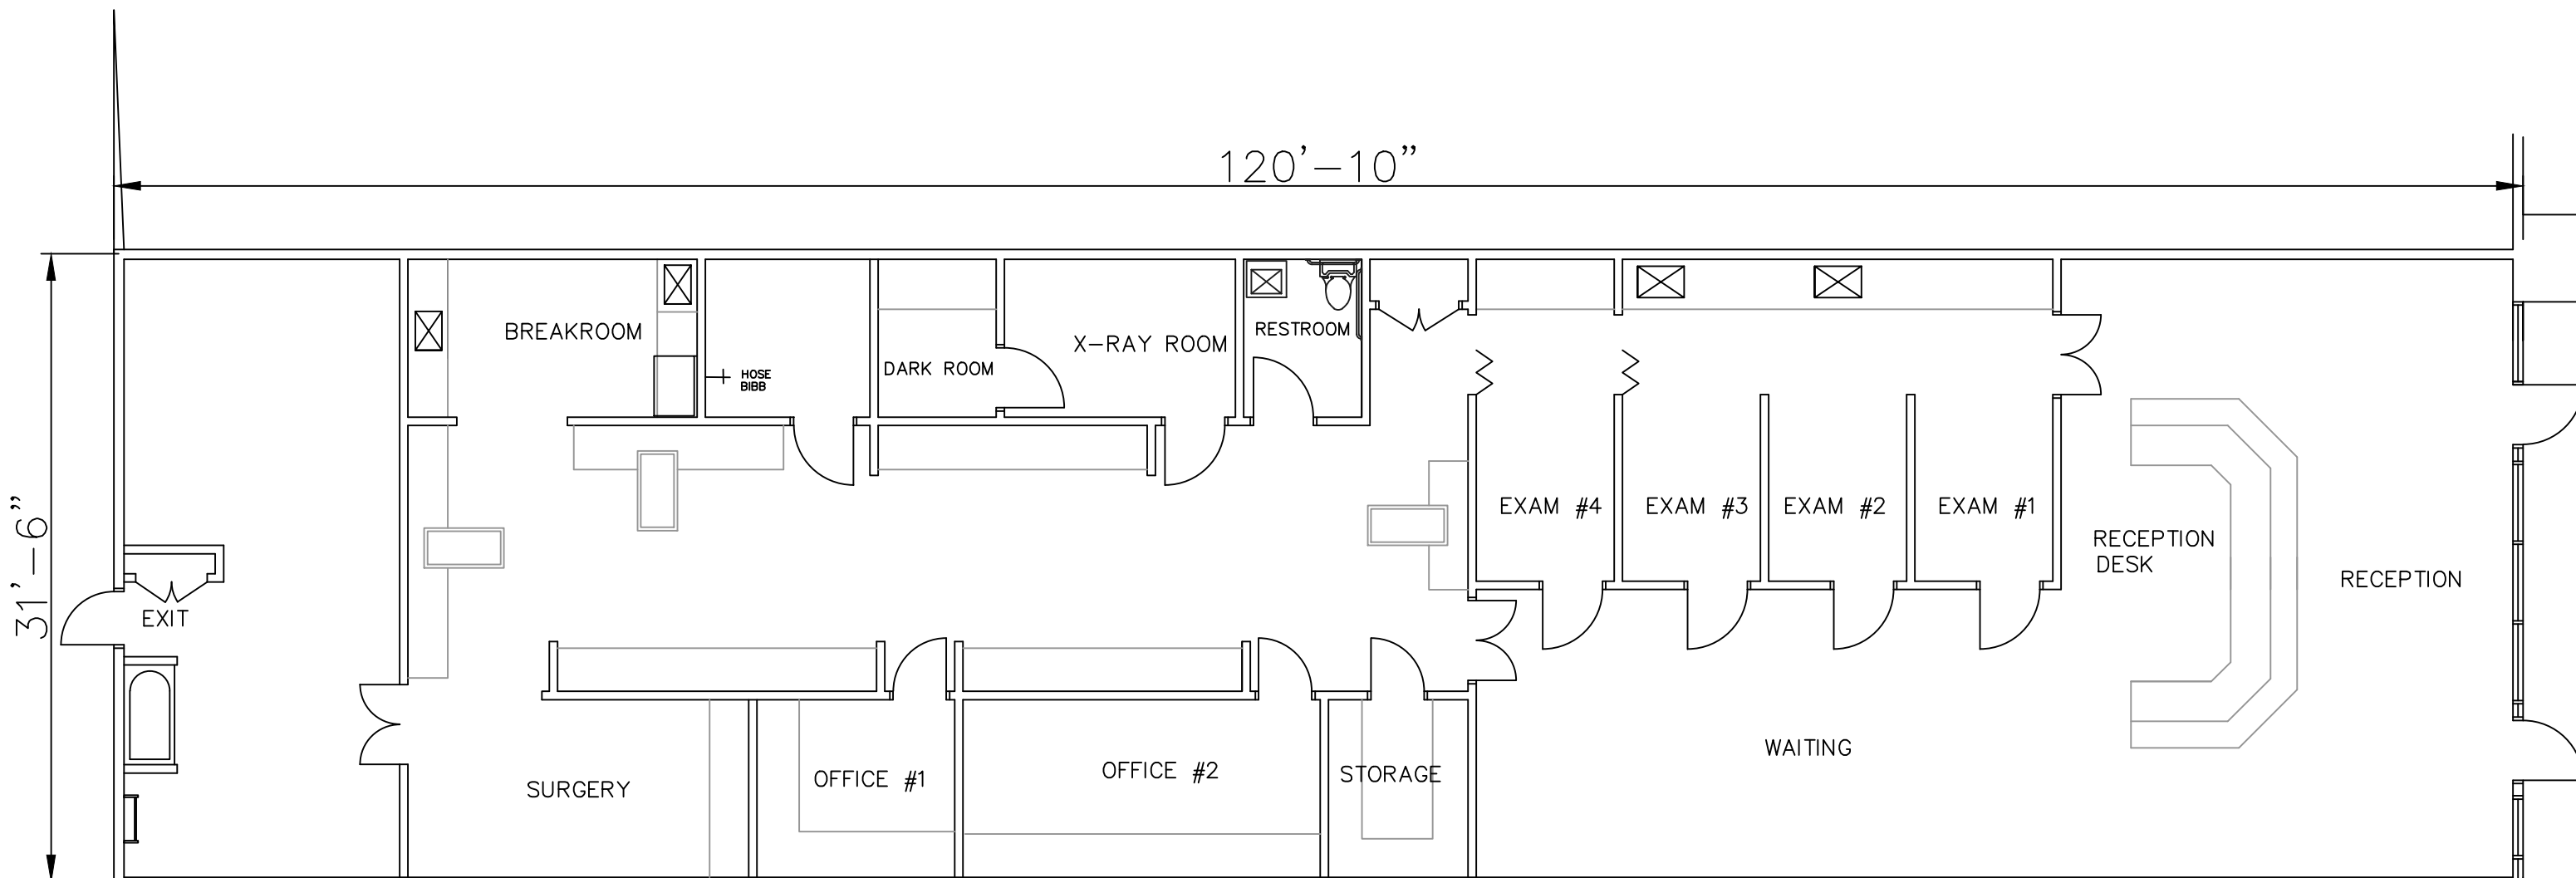 120'-10"
31'-6"
BREAKROOM
HOSE
BIBB
DARK ROOM
X-RAY ROOM
RESTROOM
EXAM #4
EXAM #3
EXAM #2
EXAM #1
RECEPTION
DESK
RECEPTION
EXIT
SURGERY
OFFICE #1
OFFICE #2
STORAGE
WAITING